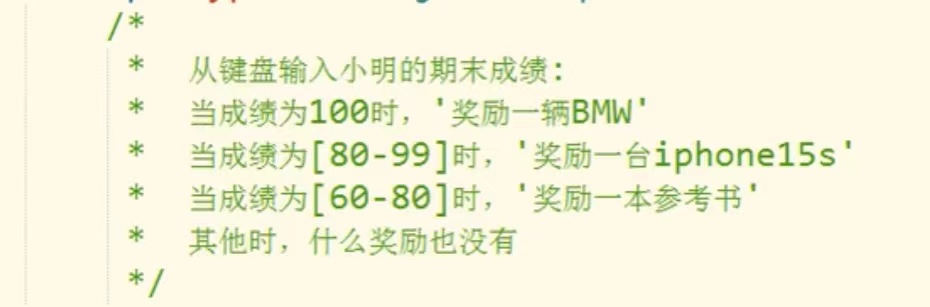 /*
* 从键盘输入小明的期末成绩:
* 当成绩为100时，'奖励一辆BMW'
* 当成绩为[80-99]时，'奖励一台iphone15s'
* 当成绩为[60-80]时，'奖励一本参考书'
* 其他时，什么奖励也没有
*/